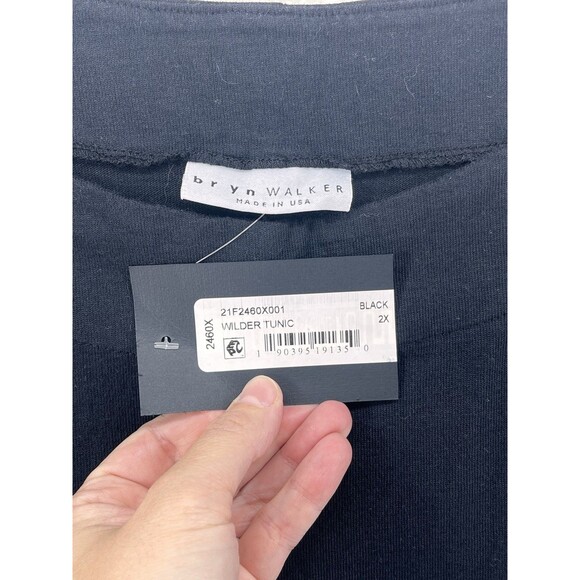 bryn WALKER
MADE IN USA
2460X
21F2460X001 BLACK
WILDER TUNIC 2X
1 90395 19135 0